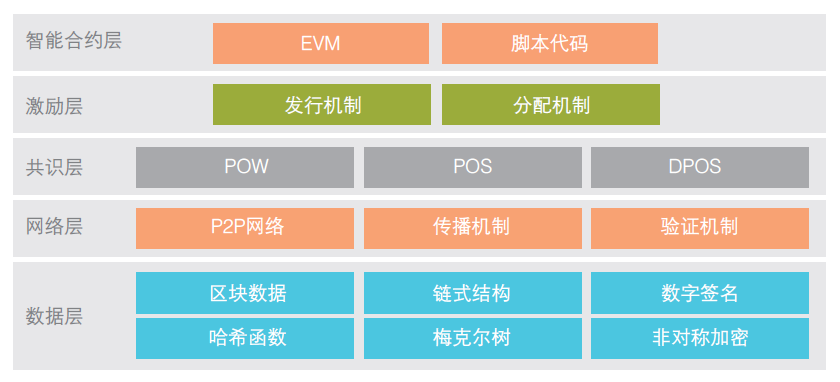 智能合约层
EVM
脚本代码
激励层
发行机制
分配机制
共识层
POW
POS
DPOS
网络层
P2P网络
传播机制
验证机制
数据层
区块数据
链式结构
数字签名
哈希函数
梅克尔树
非对称加密